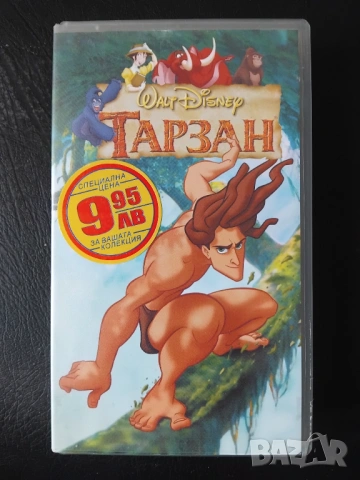 WALT DISNEY
ТАРЗАН
СПЕЦИАЛНА
ЦЕНА
9 95
ЛВ
ЗА ВАШАТА
КОЛЕКЦИЯ
BAZAR